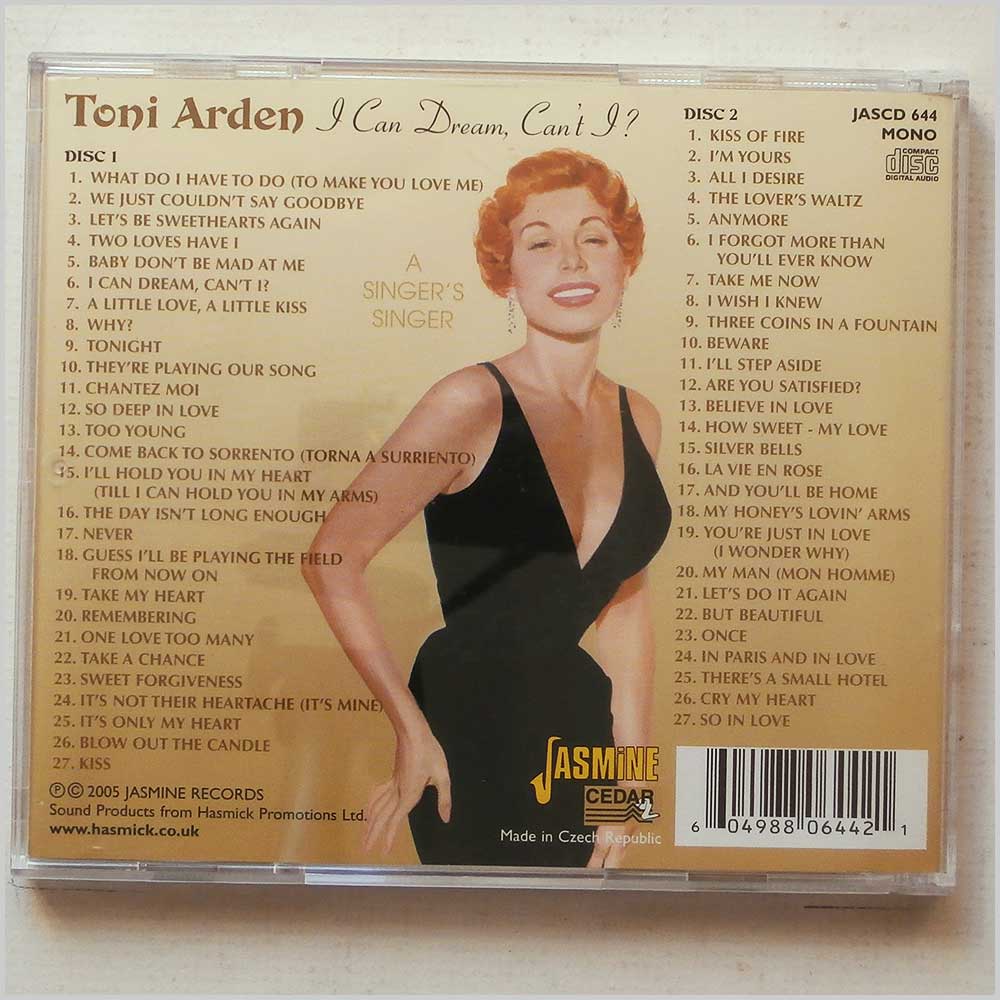 Toni Arden I Can Dream, Can't I?
DISC 1
1. WHAT DO I HAVE TO DO (TO MAKE YOU LOVE ME)
2. WE JUST COULDN'T SAY GOODBYE
3. LET'S BE SWEETHEARTS AGAIN
4. TWO LOVES HAVE I
5. BABY DON'T BE MAD AT ME
6. I CAN DREAM, CAN'T I?
7. A LITTLE LOVE, A LITTLE KISS
8. WHY?
9. TONIGHT
10. THEY'RE PLAYING OUR SONG
11. CHANTEZ MOI
12. SO DEEP IN LOVE
13. TOO YOUNG
14. COME BACK TO SORRENTO (TORNA A SURRIENTO)
15. I'LL HOLD YOU IN MY HEART
(TILL I CAN HOLD YOU IN MY ARMS)
16. THE DAY ISN'T LONG ENOUGH
17. NEVER
18. GUESS I'LL BE PLAYING THE FIELD
FROM NOW ON
19. TAKE MY HEART
20. REMEMBERING
21. ONE LOVE TOO MANY
22. TAKE A CHANCE
23. SWEET FORGIVENESS
24. IT'S NOT THEIR HEARTACHE (IT'S MINE)
25. IT'S ONLY MY HEART
26. BLOW OUT THE CANDLE
27. KISS
Ⓟ © 2005 JASMINE RECORDS
Sound Products from Hasmick Promotions Ltd.
www.hasmick.co.uk
A
SINGER'S
SINGER
DISC 2
1. KISS OF FIRE
2. I'M YOURS
3. ALL I DESIRE
4. THE LOVER'S WALTZ
5. ANYMORE
6. I FORGOT MORE THAN
YOU'LL EVER KNOW
7. TAKE ME NOW
8. I WISH I KNEW
9. THREE COINS IN A FOUNTAIN
10. BEWARE
11. I'LL STEP ASIDE
12. ARE YOU SATISFIED?
13. BELIEVE IN LOVE
14. HOW SWEET - MY LOVE
15. SILVER BELLS
16. LA VIE EN ROSE
17. AND YOU'LL BE HOME
18. MY HONEY'S LOVIN' ARMS
19. YOU'RE JUST IN LOVE
(I WONDER WHY)
20. MY MAN (MON HOMME)
21. LET'S DO IT AGAIN
22. BUT BEAUTIFUL
23. ONCE
24. IN PARIS AND IN LOVE
25. THERE'S A SMALL HOTEL
26. CRY MY HEART
27. SO IN LOVE
JASCD 644
MONO
COMPACT
disc
DIGITAL AUDIO
JASMiNE
CEDAR 2
Made in Czech Republic
6 04988 06442 1